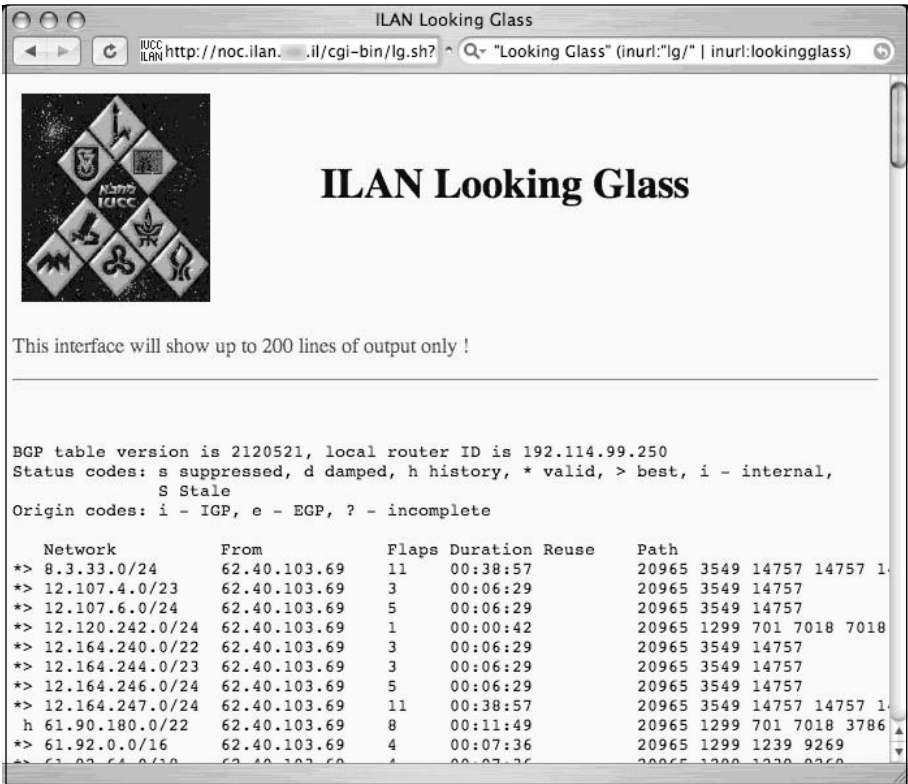 ILAN Looking Glass
IUCC
ILAN
http://noc.ilan. .il/cgi-bin/lg.sh?
"Looking Glass" (inurl:"lg/" | inurl:lookingglass)
מחבא
IUCC
ILAN Looking Glass
This interface will show up to 200 lines of output only !
BGP table version is 2120521, local router ID is 192.114.99.250
Status codes: s suppressed, d damped, h history, * valid, > best, i - internal,
S Stale
Origin codes: i - IGP, e - EGP, ? - incomplete
Network From Flaps Duration Reuse Path
*> 8.3.33.0/24 62.40.103.69 11 00:38:57 20965 3549 14757 14757
*> 12.107.4.0/23 62.40.103.69 3 00:06:29 20965 3549 14757
*> 12.107.6.0/24 62.40.103.69 5 00:06:29 20965 3549 14757
*> 12.120.242.0/24 62.40.103.69 1 00:00:42 20965 1299 701 7018 7018
*> 12.164.240.0/22 62.40.103.69 3 00:06:29 20965 3549 14757
*> 12.164.244.0/23 62.40.103.69 3 00:06:29 20965 3549 14757
*> 12.164.246.0/24 62.40.103.69 5 00:06:29 20965 3549 14757
*> 12.164.247.0/24 62.40.103.69 11 00:38:57 20965 3549 14757 14757
h 61.90.180.0/22 62.40.103.69 8 00:11:49 20965 1299 701 7018 3786
*> 61.92.0.0/16 62.40.103.69 4 00:07:36 20965 1299 1239 9269